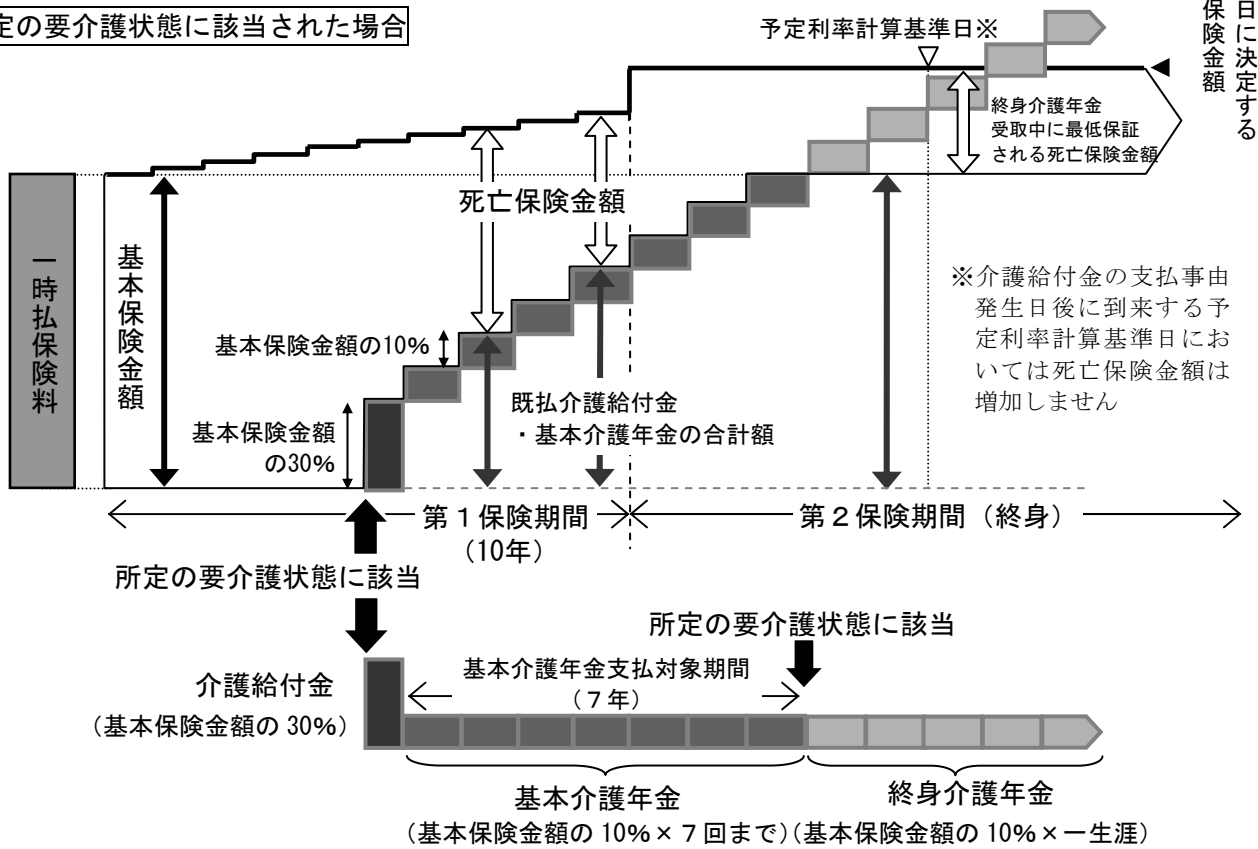 定の要介護状態に該当された場合
予定利率計算基準日※
日に決定する
保険金額
終身介護年金
受取中に最低保証
される死亡保険金額
死亡保険金額
一時払保険料
基本保険金額
※介護給付金の支払事由
発生日後に到来する予
定利率計算基準日にお
いては死亡保険金額は
増加しません
基本保険金額の10%
既払介護給付金
・基本介護年金の合計額
基本保険金額
の30%
第1保険期間
(10年)
第2保険期間(終身)
所定の要介護状態に該当
所定の要介護状態に該当
基本介護年金支払対象期間
(7年)
介護給付金
(基本保険金額の 30%)
基本介護年金
(基本保険金額の 10%×7回まで)
終身介護年金
(基本保険金額の 10%×一生涯)